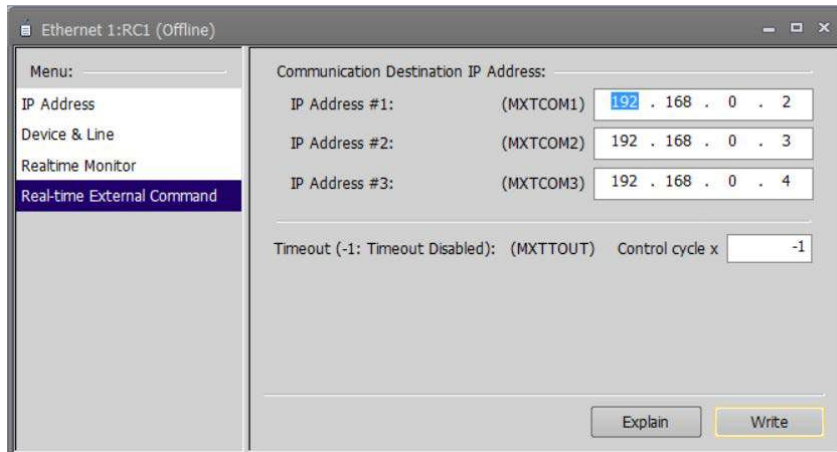 Ethernet 1:RC1 (Offline)
Menu:
IP Address
Device & Line
Realtime Monitor
Real-time External Command
Communication Destination IP Address:
IP Address #1: (MXTCOM1) 192 . 168 . 0 . 2
IP Address #2: (MXTCOM2) 192 . 168 . 0 . 3
IP Address #3: (MXTCOM3) 192 . 168 . 0 . 4
Timeout (-1: Timeout Disabled): (MXTTOUT) Control cycle x -1
Explain Write